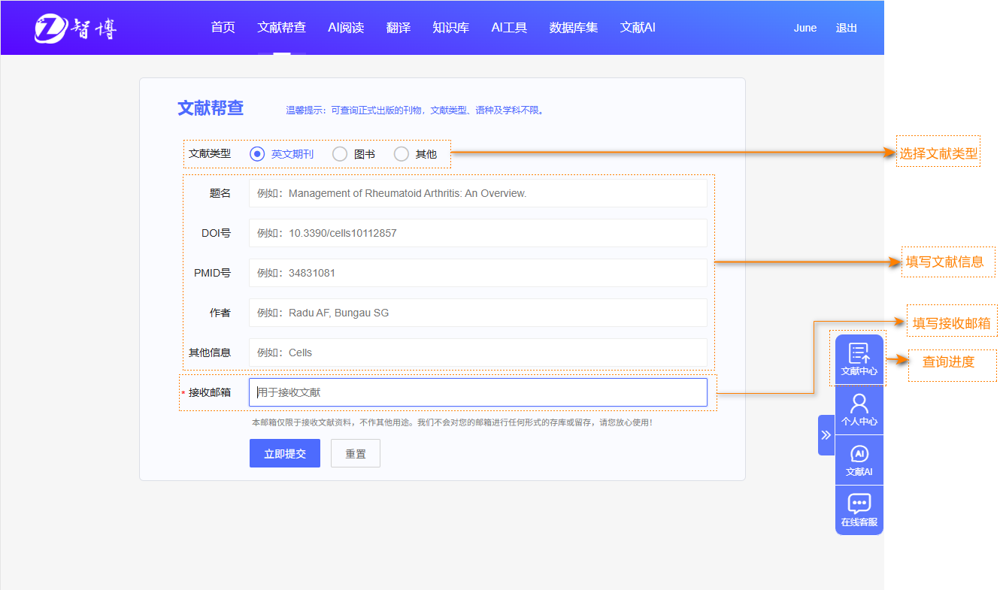 智博
首页 文献帮查 AI阅读 翻译 知识库 AI工具 数据库集 文献AI June 退出
文献帮查 温馨提示：可查询正式出版的刊物，文献类型、语种及学科不限。
文献类型 英文期刊 图书 其他
选择文献类型
题名 例如：Management of Rheumatoid Arthritis: An Overview.
DOI号 例如：10.3390/cells10112857
填写文献信息
PMID号 例如：34831081
作者 例如：Radu AF, Bungau SG
填写接收邮箱
其他信息 例如：Cells
查询进度
文献中心
* 接收邮箱 用于接收文献
本邮箱仅限于接收文献资料，不作其他用途。我们不会对您的邮箱进行任何形式的存库或留存，请您放心使用！
个人中心
立即提交 重置
AI
文献AI
在线客服